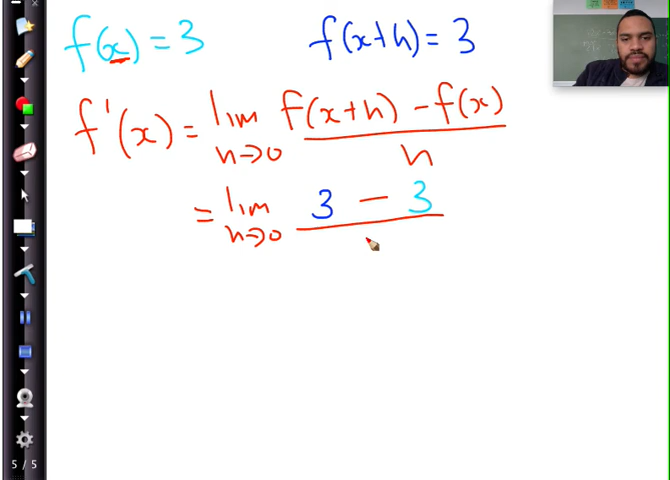 f(x) = 3 f(x+h) = 3
f'(x) = lim h→0 f(x+h) - f(x) / h
= lim h→0 3 - 3
5 / 5